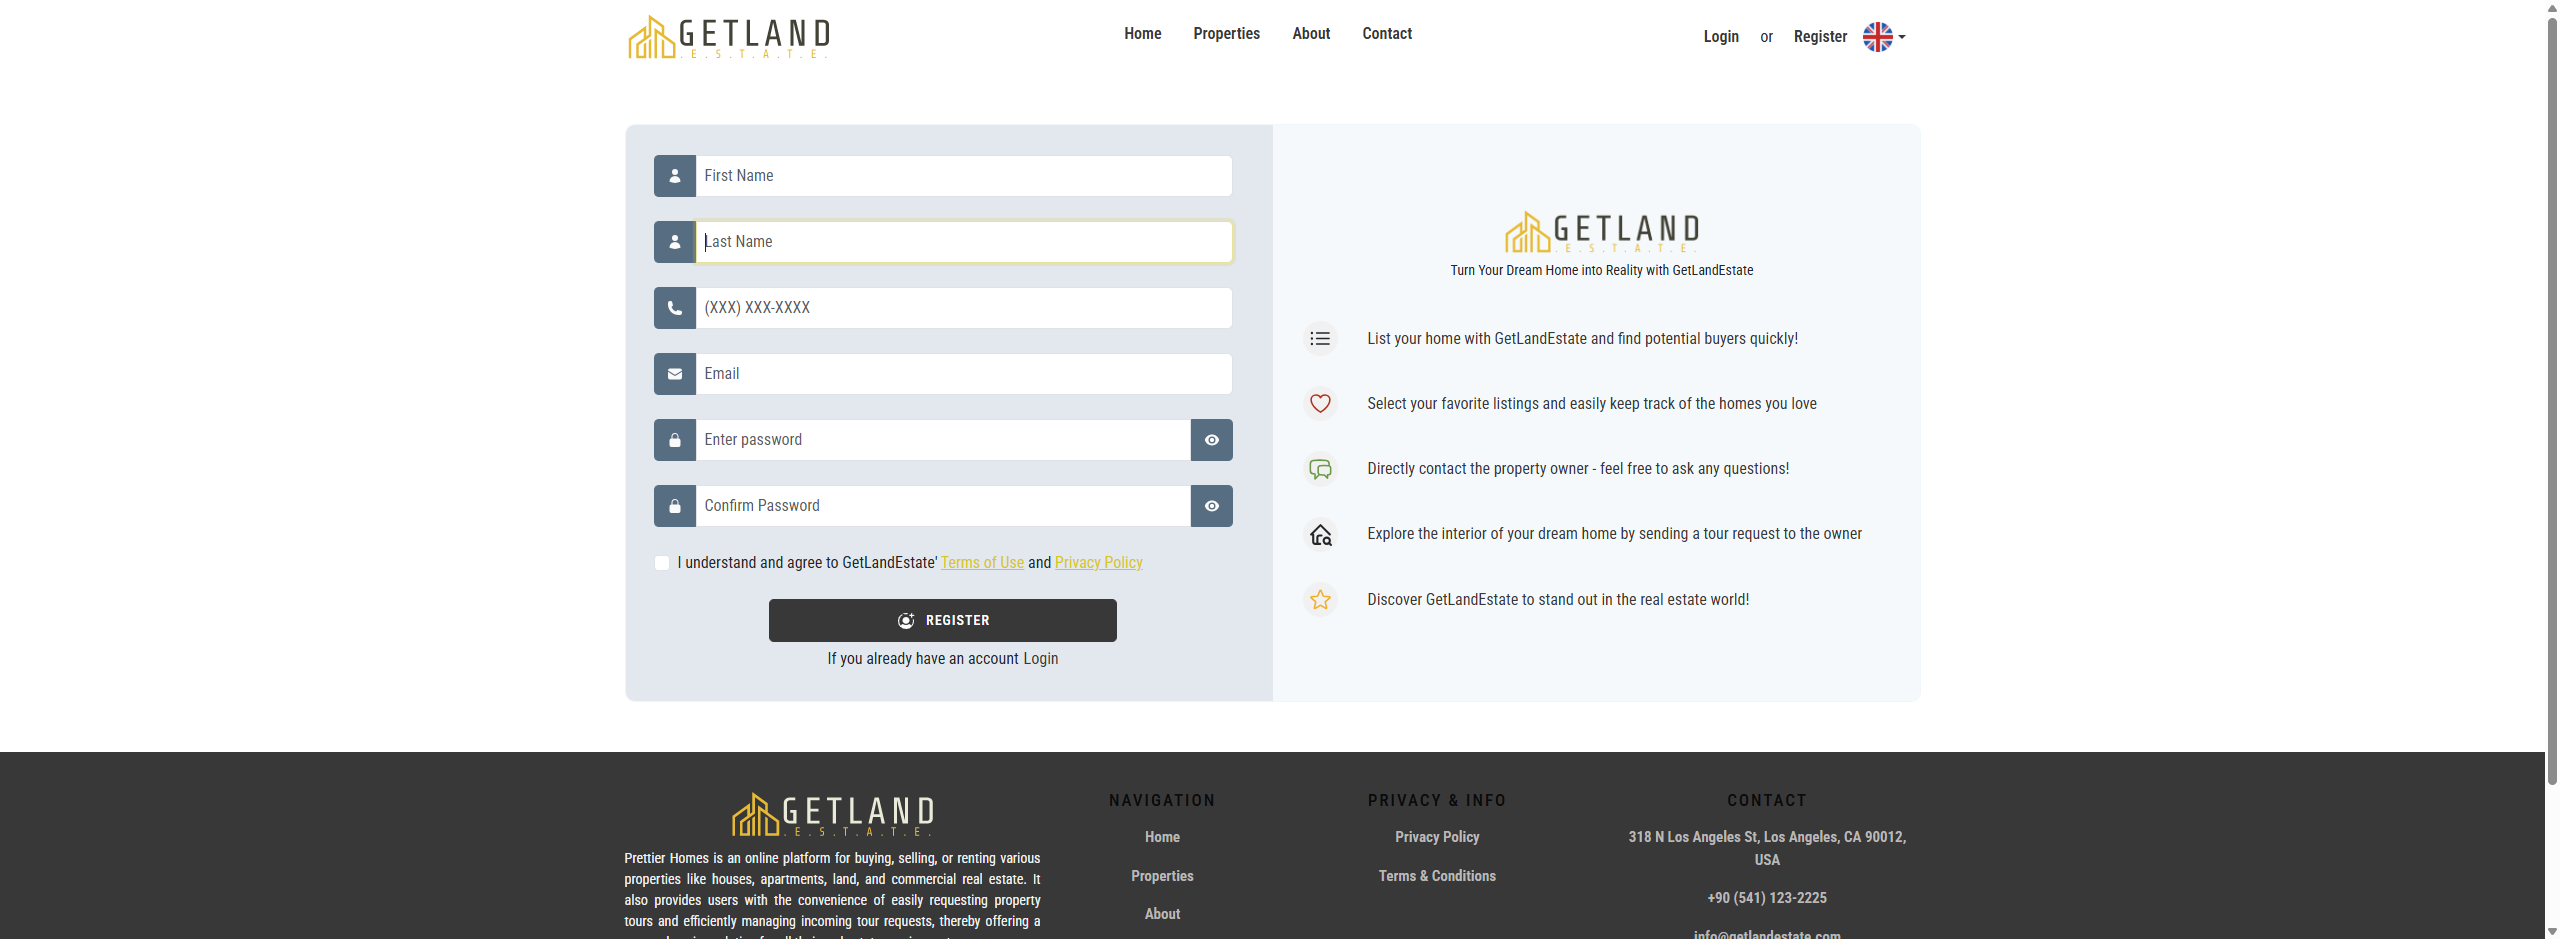 GETLAND
.E.S.T.A.T.E.
Home Properties About Contact
Login or Register
First Name
Last Name
(XXX) XXX-XXXX
Email
Enter password
Confirm Password
I understand and agree to GetLandEstate' Terms of Use and Privacy Policy
REGISTER
If you already have an account Login
GETLAND
.E.S.T.A.T.E.
Turn Your Dream Home into Reality with GetLandEstate
List your home with GetLandEstate and find potential buyers quickly!
Select your favorite listings and easily keep track of the homes you love
Directly contact the property owner - feel free to ask any questions!
Explore the interior of your dream home by sending a tour request to the owner
Discover GetLandEstate to stand out in the real estate world!
GETLAND
.E.S.T.A.T.E.
Prettier Homes is an online platform for buying, selling, or renting various
properties like houses, apartments, land, and commercial real estate. It
also provides users with the convenience of easily requesting property
tours and efficiently managing incoming tour requests, thereby offering a
NAVIGATION
Home
Properties
About
PRIVACY & INFO
Privacy Policy
Terms & Conditions
CONTACT
318 N Los Angeles St, Los Angeles, CA 90012,
USA
+90 (541) 123-2225
info@getlandestate.com